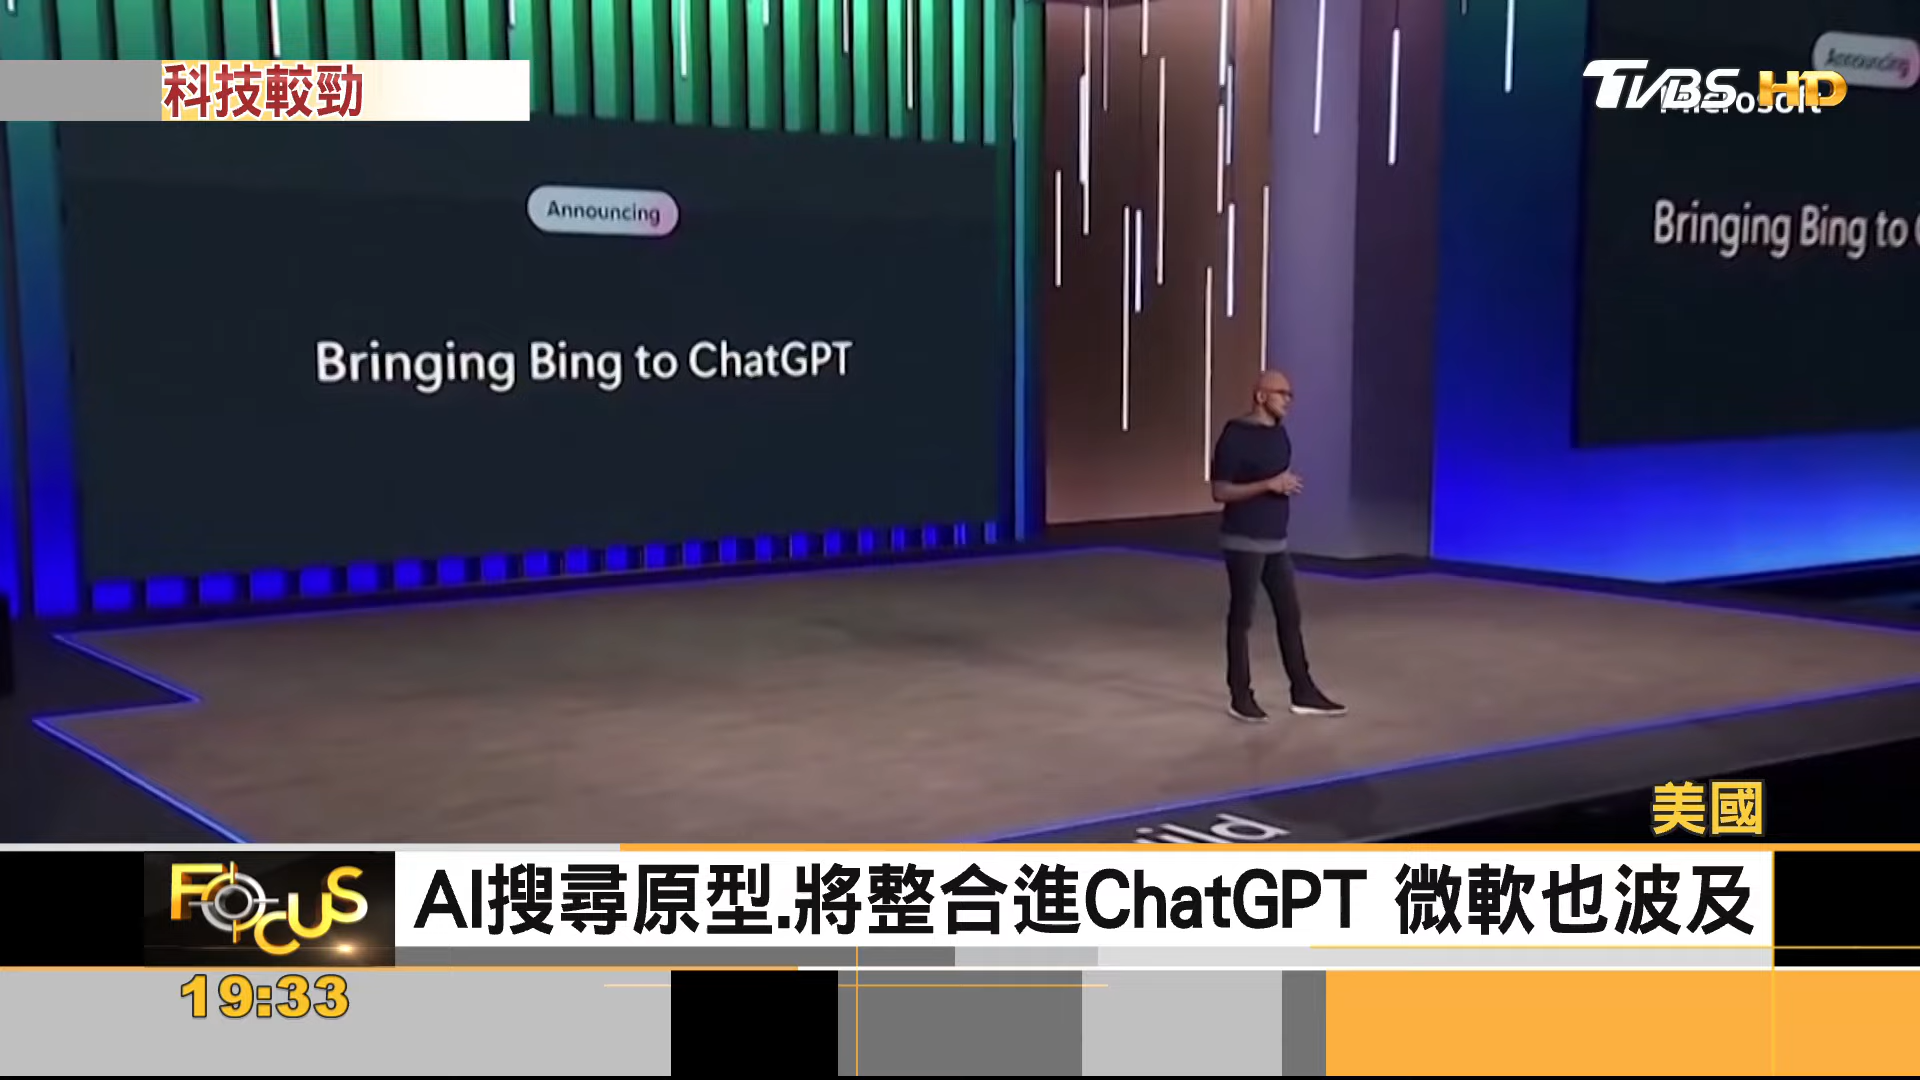 科技較勁
TVBS HD
Announcing
Microsoft
Announcing
Bringing Bing to ChatGPT
Bringing Bing to
美國
FOCUS
AI搜尋原型.將整合進ChatGPT 微軟也波及
19:33